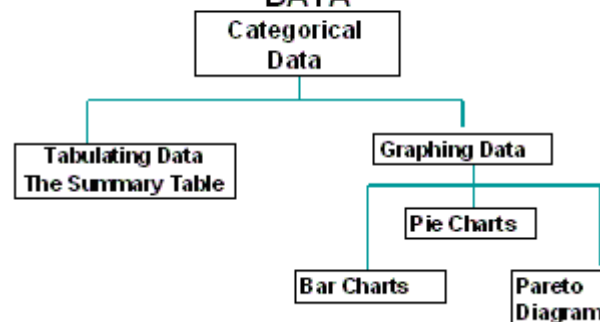 DATA
Categorical
Data
Tabulating Data
The Summary Table
Graphing Data
Pie Charts
Bar Charts
Pareto
Diagram